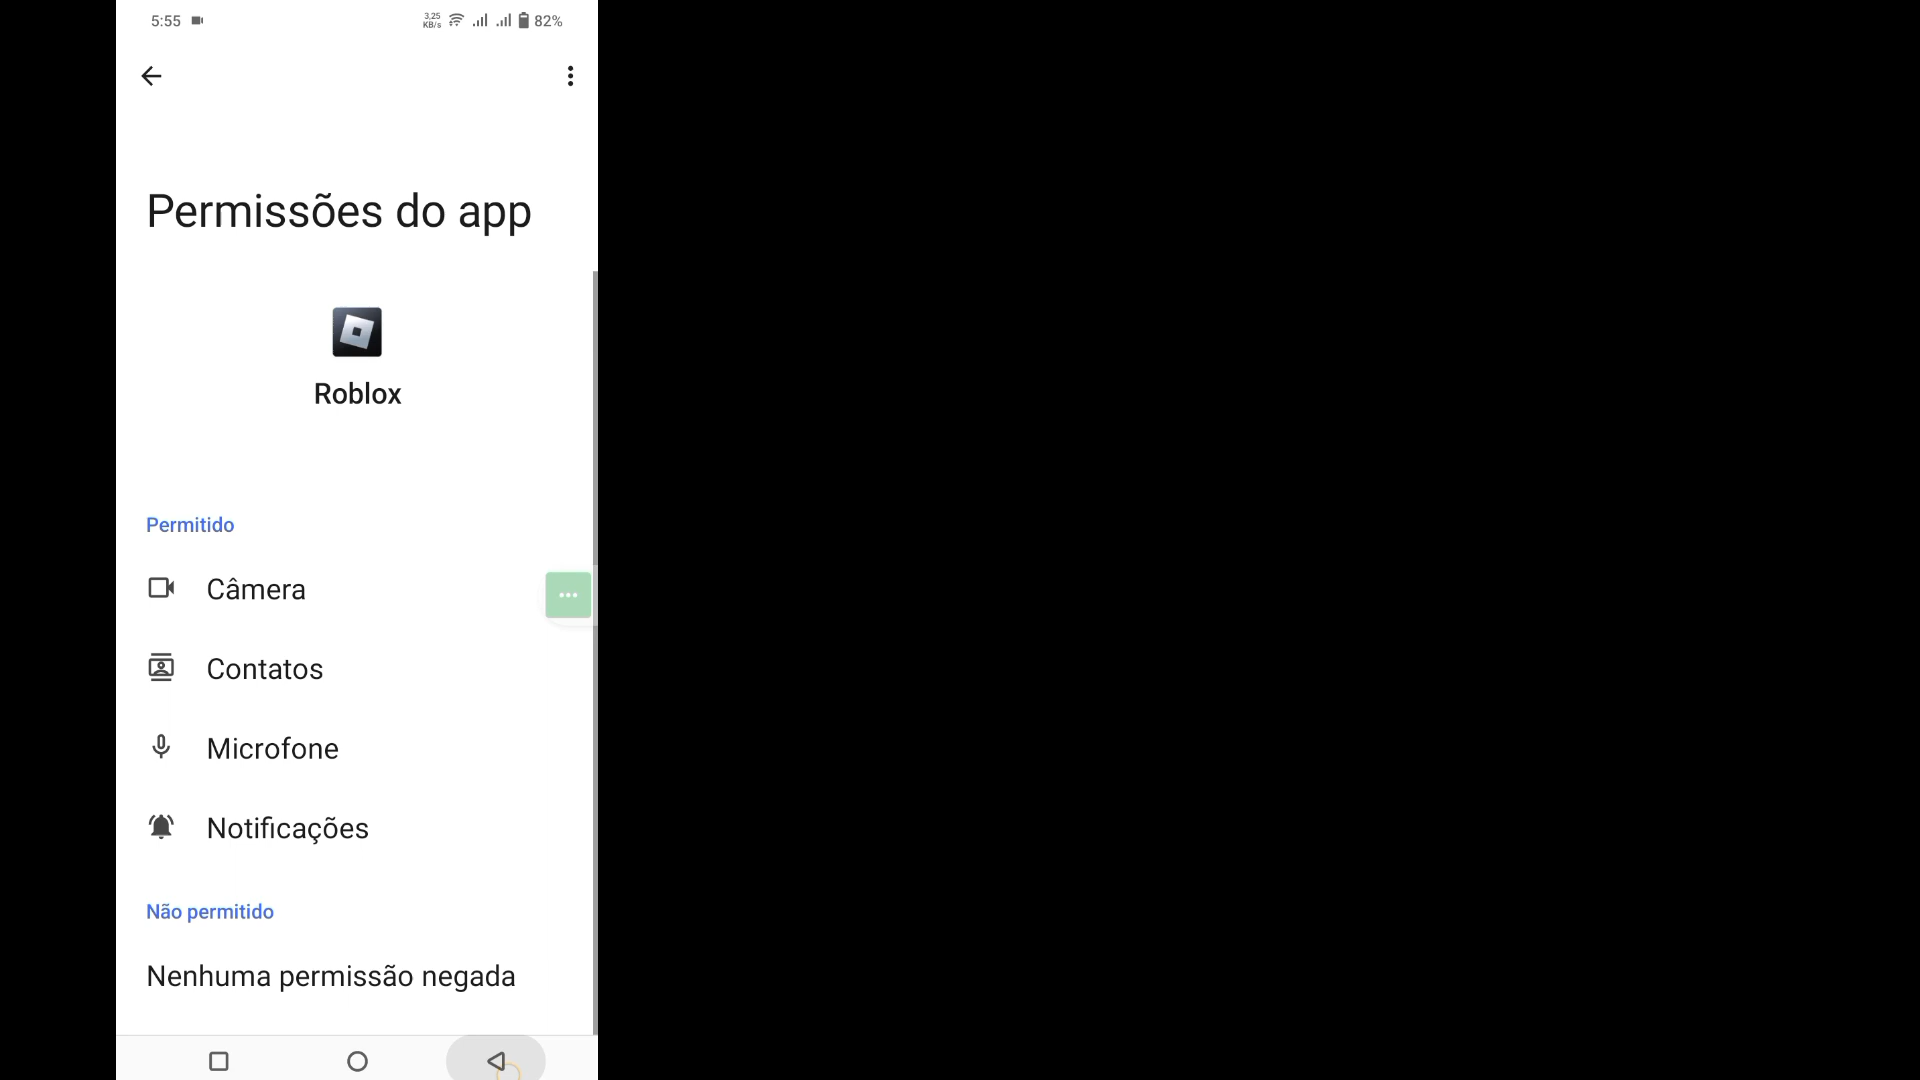 5:55 3,25 KB/s 82%
Permissões do app
Roblox
Permitido
Câmera
Contatos
Microfone
Notificações
Não permitido
Nenhuma permissão negada